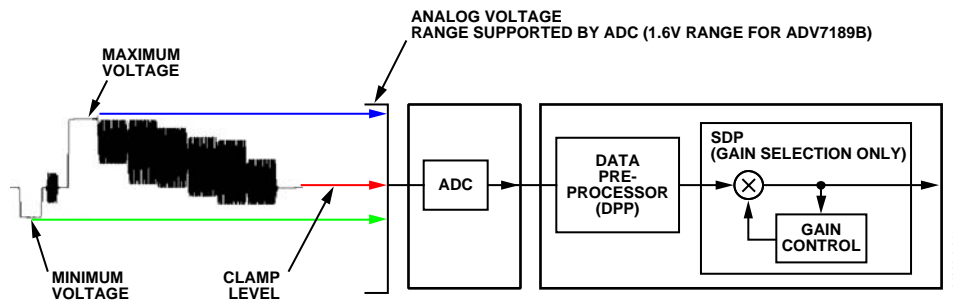 ANALOG VOLTAGE
RANGE SUPPORTED BY ADC (1.6V RANGE FOR ADV7189B)
MAXIMUM
VOLTAGE
SDP
(GAIN SELECTION ONLY)
DATA
PRE-
PROCESSOR
(DPP)
ADC
GAIN
CONTROL
MINIMUM
VOLTAGE
CLAMP
LEVEL